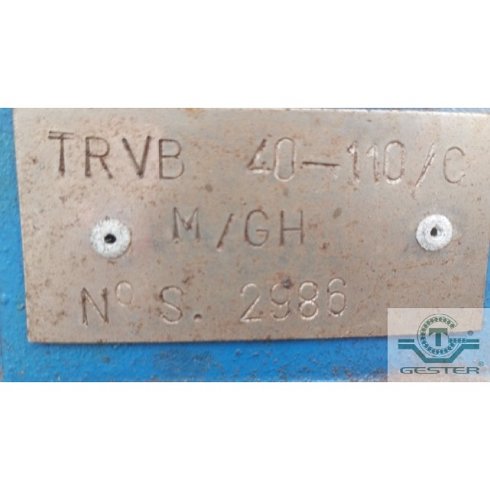 TRVB 40-110/C
M/GH
Nº S. 2986
T
GESTER